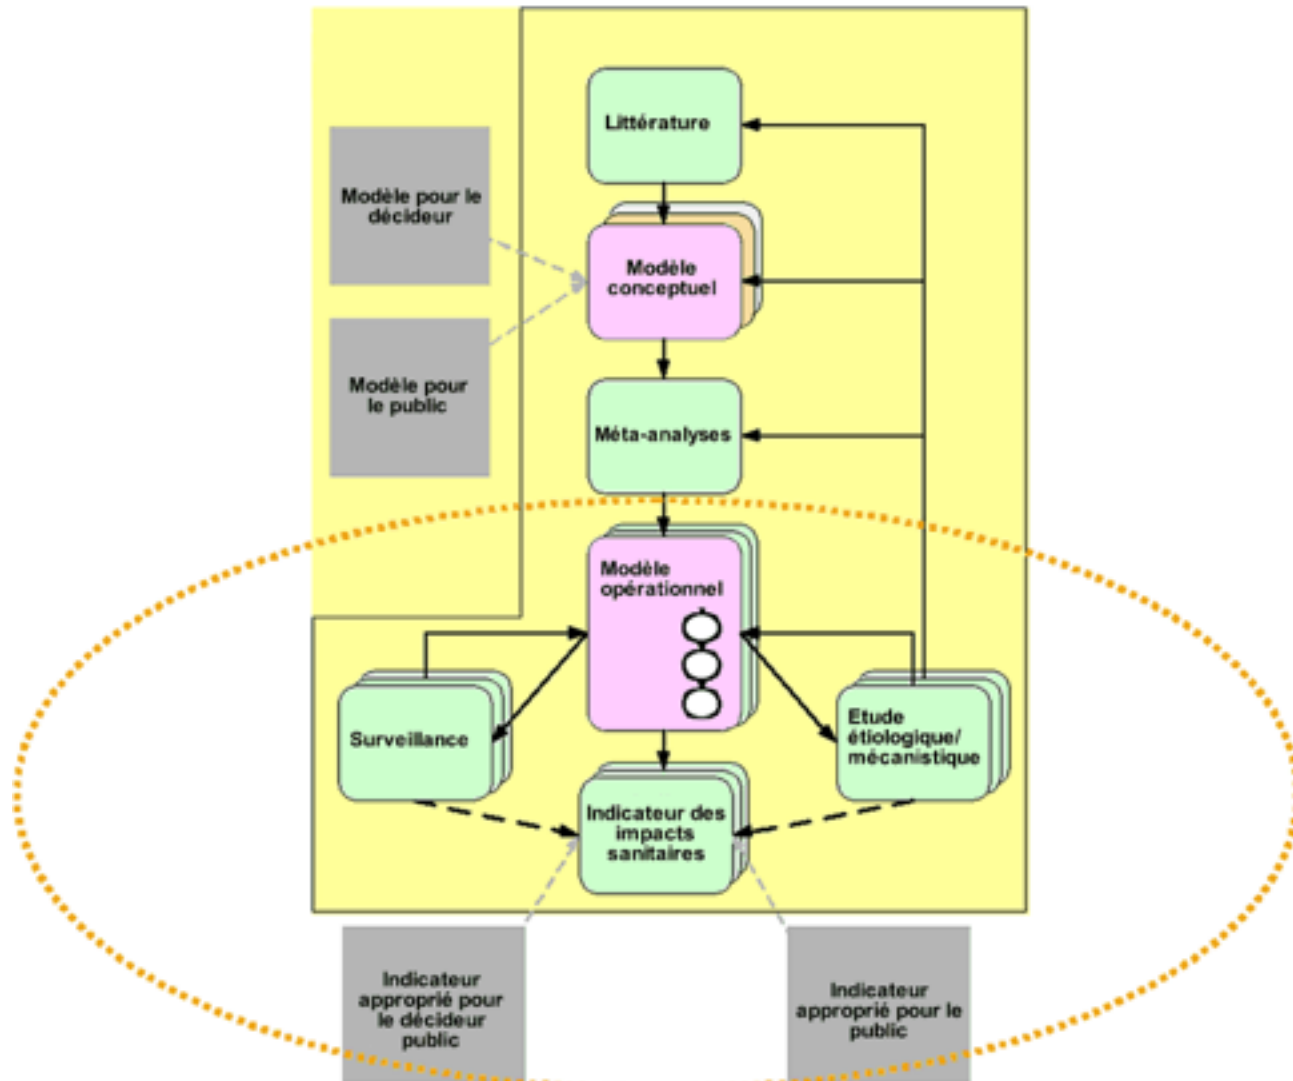 Littérature
Modèle pour le
décideur
Modèle
conceptuel
Modèle pour
le public
Méta-analyses
Modèle
opérationnel
Surveillance
Etude
étiologique/
mécanistique
Indicateur des
impacts
sanitaires
Indicateur
approprié pour
le décideur
public
Indicateur
approprié pour le
public